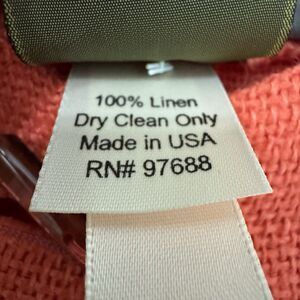 100% Linen
Dry Clean Only
Made in USA
RN# 97688